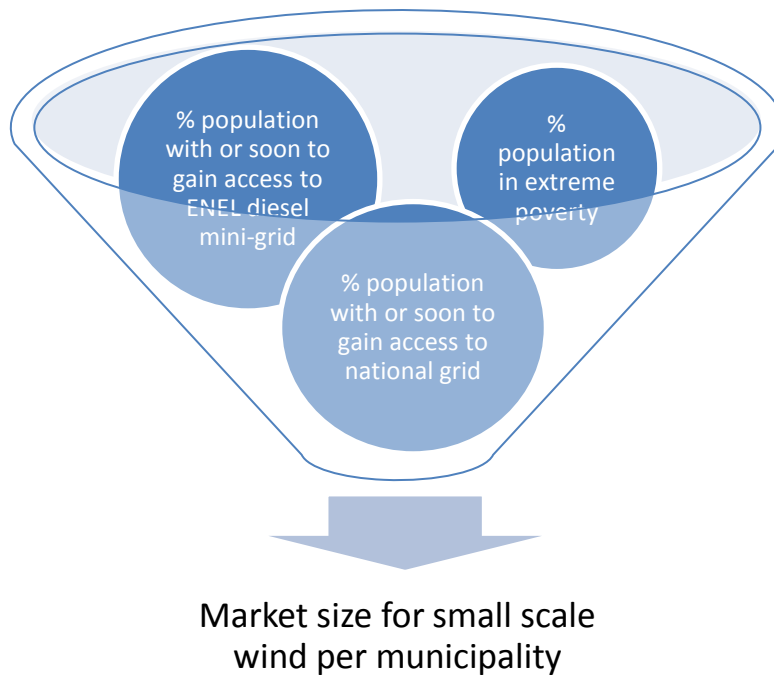 % population
with or soon to
gain access to
ENEL diesel
mini-grid
%
population
in extreme
poverty
% population
with or soon to
gain access to
national grid
Market size for small scale
wind per municipality